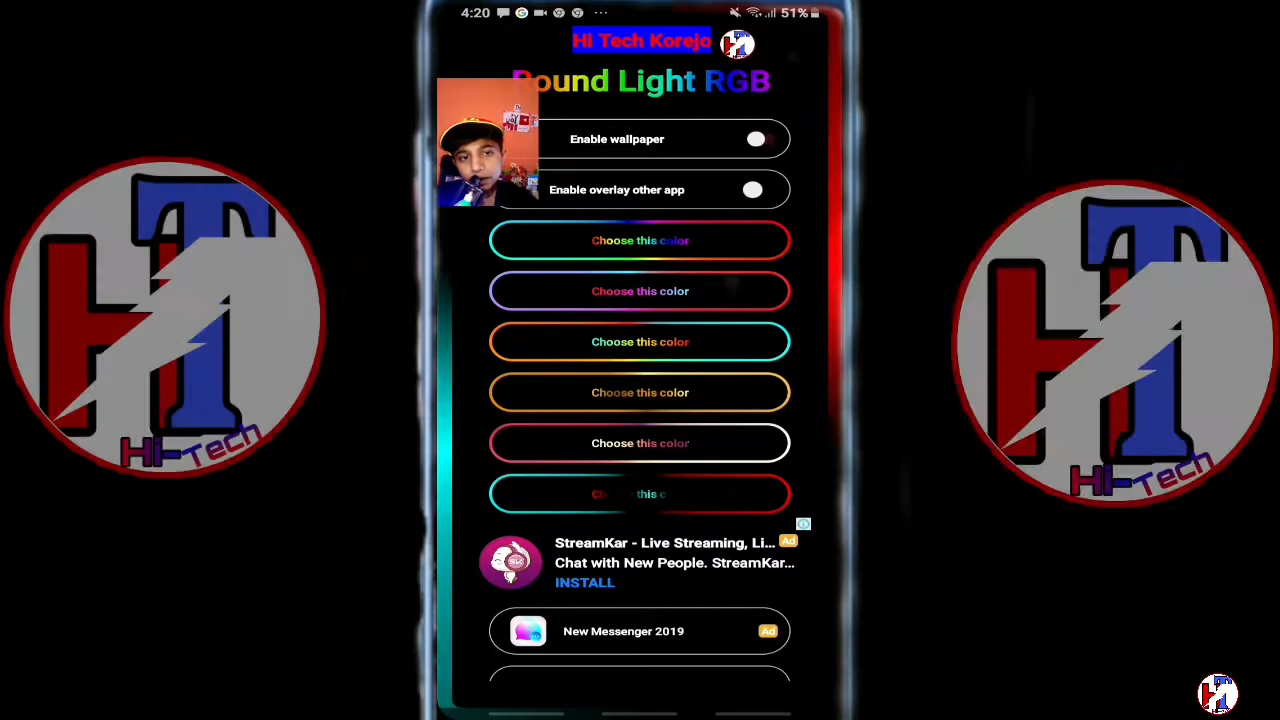 4:20
51%
Hi Tech Korejo
Round Light RGB
Enable wallpaper
Enable overlay other app
Choose this color
Choose this color
Choose this color
Choose this color
Choose this color
this c
StreamKar - Live Streaming, Li...
Ad
Chat with New People. StreamKar...
INSTALL
New Messenger 2019
Ad
HT
Hi-Tech
HT
Hi-Tech